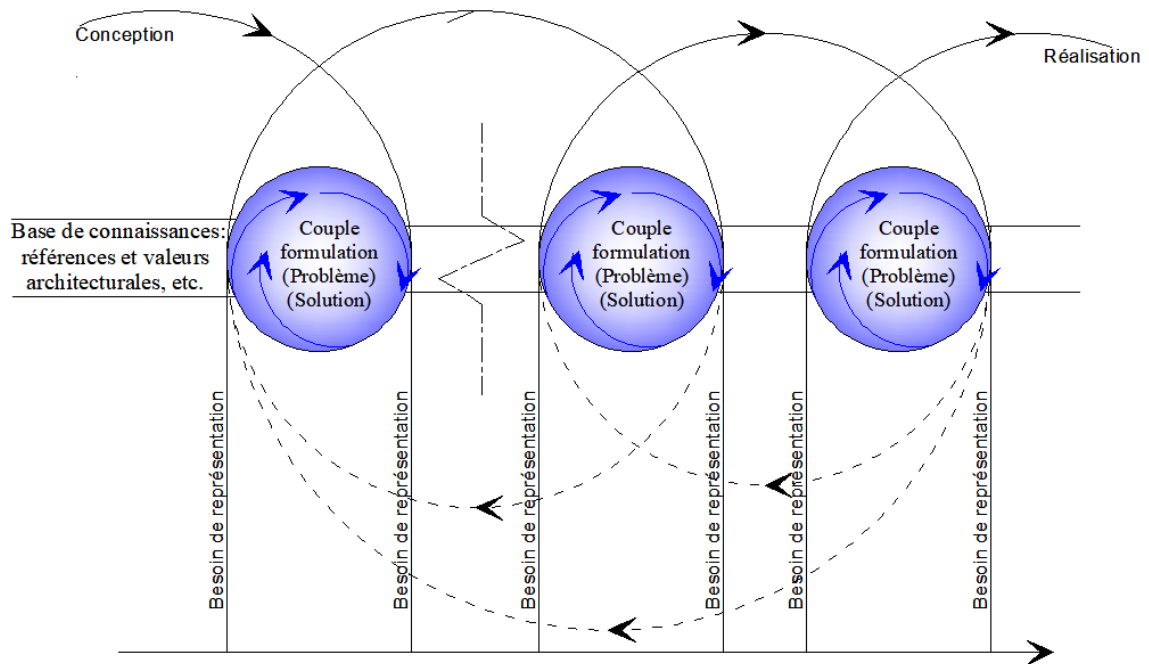 Conception
Réalisation
Base de connaissances:
références et valeurs
architecturales, etc.
Couple
formulation
(Problème)
(Solution)
Couple
formulation
(Problème)
(Solution)
Couple
formulation
(Problème)
(Solution)
Besoin de représentation
Besoin de représentation
Besoin de représentation
Besoin de représentation
Besoin de représentation
Besoin de représentation